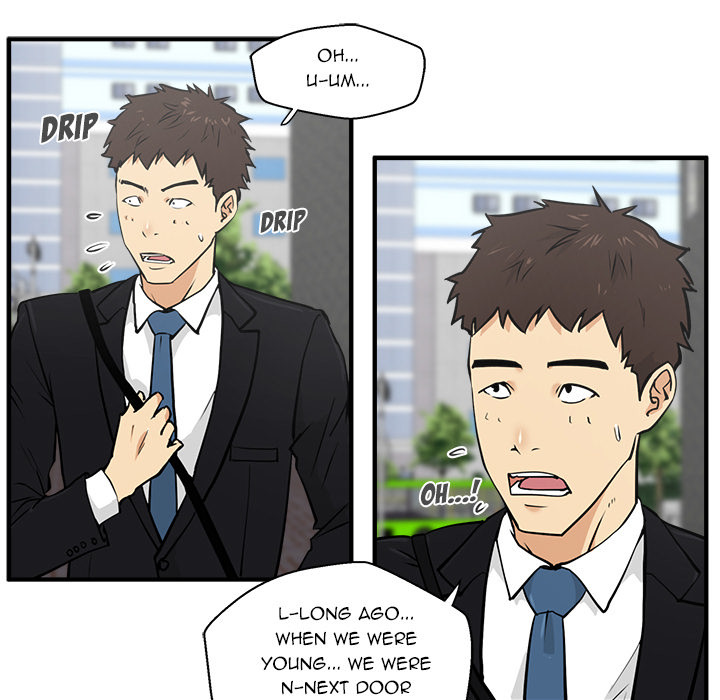 OH...
U-UM...
DRIP
DRIP
OH....!
L-LONG AGO...
WHEN WE WERE
YOUNG... WE WERE
N-NEXT DOOR